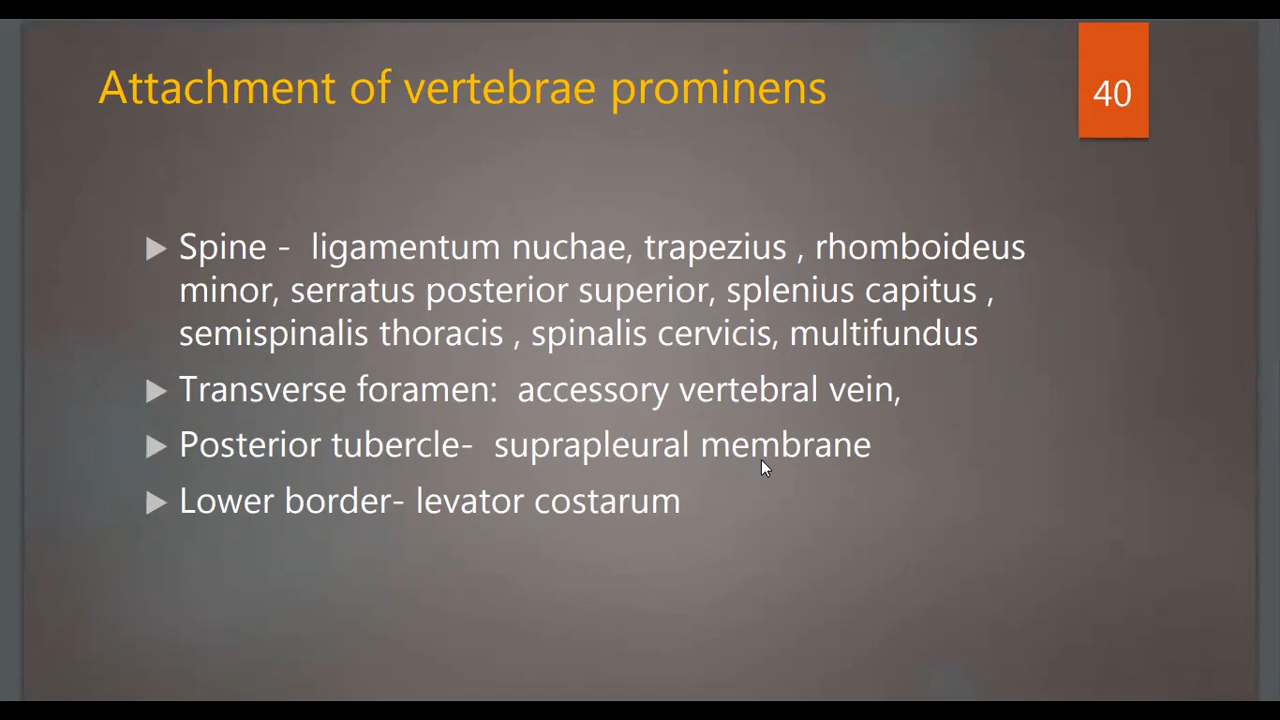 Attachment of vertebrae prominens
40
Spine -  ligamentum nuchae, trapezius , rhomboideus
minor, serratus posterior superior, splenius capitus ,
semispinalis thoracis , spinalis cervicis, multifundus
Transverse foramen:  accessory vertebral vein,
Posterior tubercle-  suprapleural membrane
Lower border- levator costarum